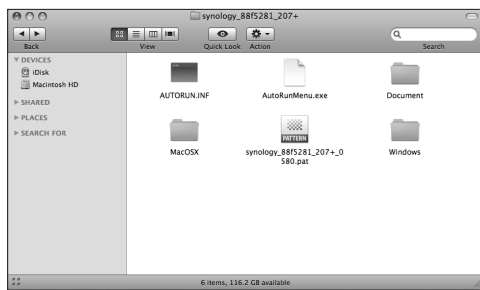 synology_88f5281_207+
Back View Quick Look Action Search
DEVICES
iDisk
Macintosh HD
SHARED
PLACES
SEARCH FOR
AUTORUN.INF AutoRunMenu.exe Document
MacOSX synology_88f5281_207+_0 Windows
580.pat
PATTERN
6 items, 116.2 GB available